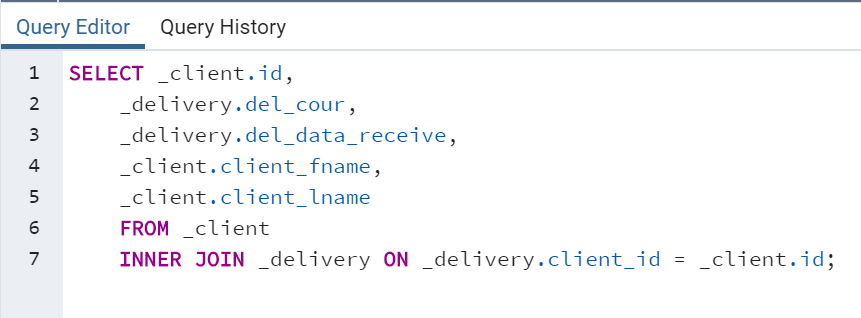 Query Editor Query History
1 SELECT _client.id,
2 _delivery.del_cour,
3 _delivery.del_data_receive,
4 _client.client_fname,
5 _client.client_lname
6 FROM _client
7 INNER JOIN _delivery ON _delivery.client_id = _client.id;